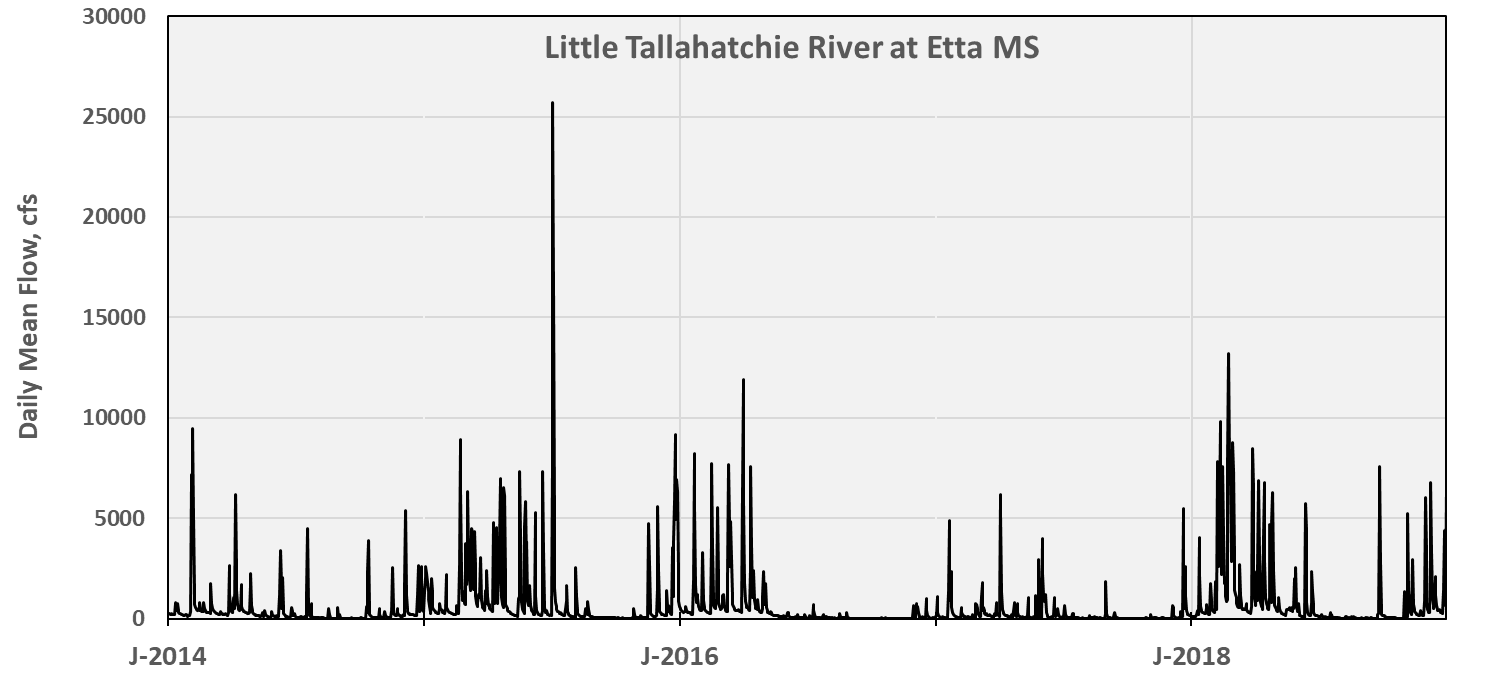 Little Tallahatchie River at Etta MS
Daily Mean Flow, cfs
30000
25000
20000
15000
10000
5000
0
J-2014
J-2016
J-2018